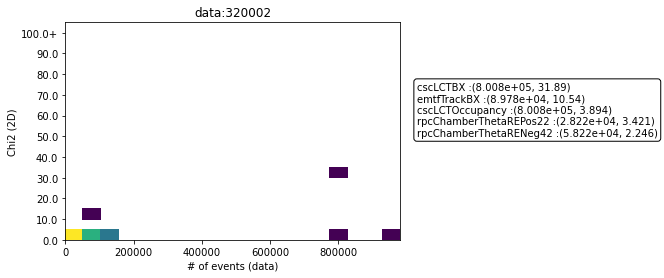 data:320002
100.0+
90.0
80.0
70.0
60.0
50.0
40.0
30.0
20.0
10.0
0.0
Chi2 (2D)
0 200000 400000 600000 800000
# of events (data)
cscLCTBX :(8.008e+05, 31.89)
emtfTrackBX :(8.978e+04, 10.54)
cscLCTOccupancy :(8.008e+05, 3.894)
rpcChamberThetaREPos22 :(2.822e+04, 3.421)
rpcChamberThetaRENeg42 :(5.822e+04, 2.246)